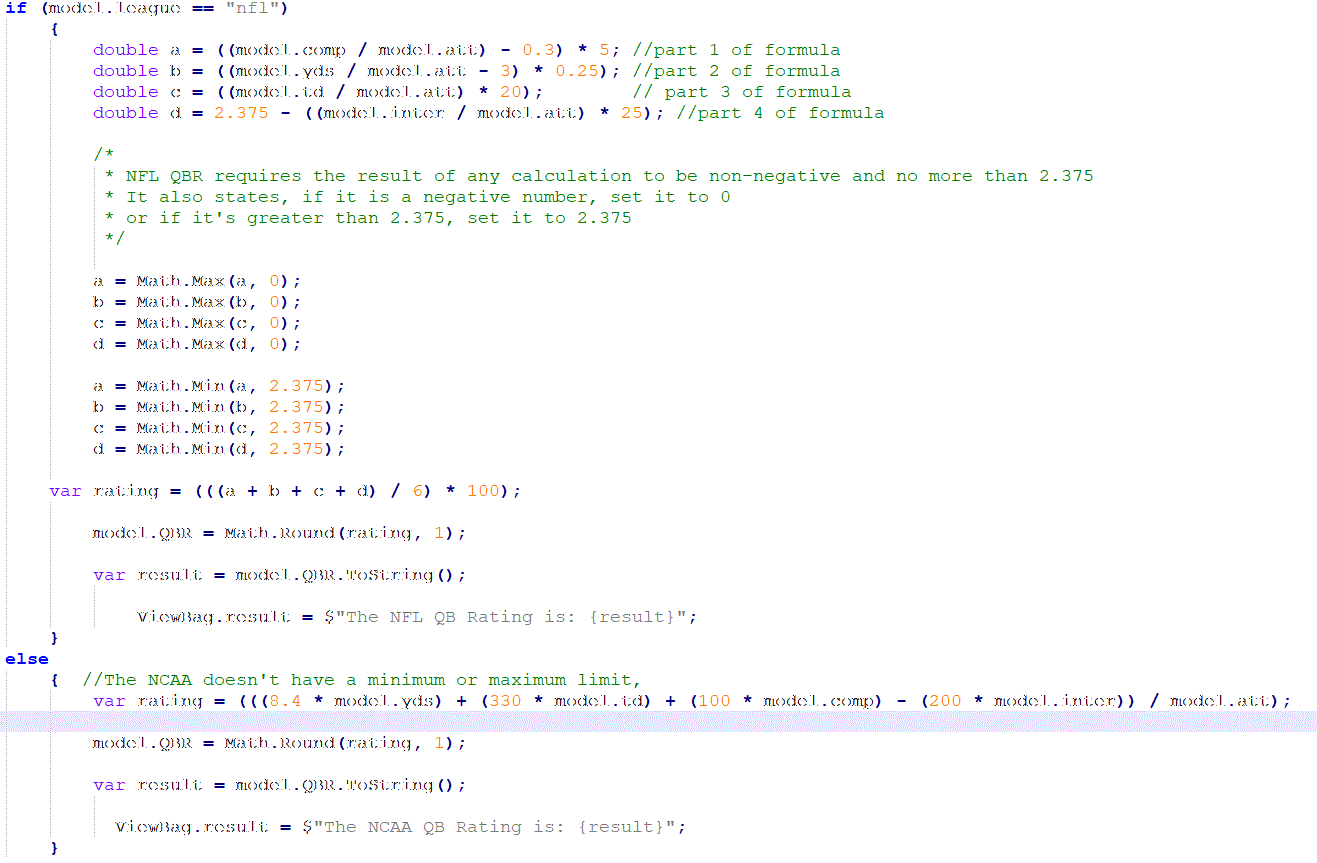 if (model.league == "nfl")
{
double a = ((model.comp / model.att) - 0.3) * 5; //part 1 of formula
double b = ((model.yds / model.att - 3) * 0.25); //part 2 of formula
double c = ((model.td / model.att) * 20); // part 3 of formula
double d = 2.375 - ((model.inter / model.att) * 25); //part 4 of formula
/*
* NFL QBR requires the result of any calculation to be non-negative and no more than 2.375
* It also states, if it is a negative number, set it to 0
* or if it's greater than 2.375, set it to 2.375
*/
a = Math.Max(a, 0);
b = Math.Max(b, 0);
c = Math.Max(c, 0);
d = Math.Max(d, 0);
a = Math.Min(a, 2.375);
b = Math.Min(b, 2.375);
c = Math.Min(c, 2.375);
d = Math.Min(d, 2.375);
var rating = (((a + b + c + d) / 6) * 100);
model.QBR = Math.Round(rating, 1);
var result = model.QBR.ToString();
ViewBag.result = $"The NFL QB Rating is: {result}";
}
else
{ //The NCAA doesn't have a minimum or maximum limit,
var rating = (((8.4 * model.yds) + (330 * model.td) + (100 * model.comp) - (200 * model.inter)) / model.att);
model.QBR = Math.Round(rating, 1);
var result = model.QBR.ToString();
ViewBag.result = $"The NCAA QB Rating is: {result}";
}